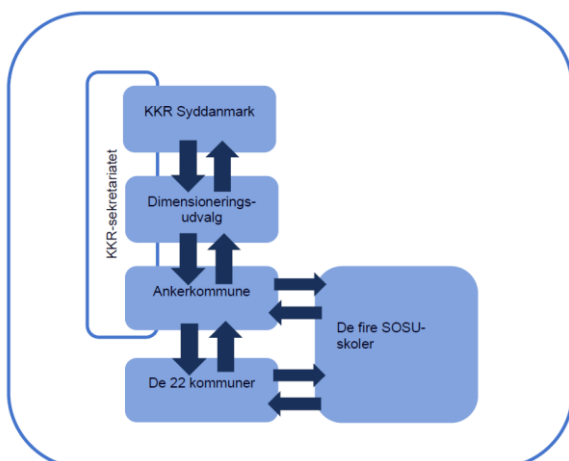 KKR-sekretariatet
KKR Syddanmark
Dimensionerings-
udvalg
Ankerkommune
De fire SOSU-
skoler
De 22 kommuner